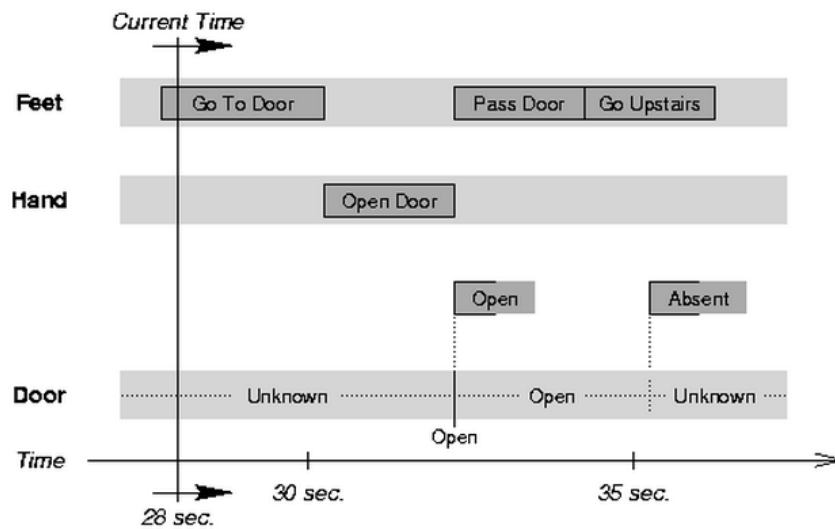 Current Time
Feet Go To Door Pass Door Go Upstairs
Hand Open Door
Open Absent
Door Unknown Open Unknown
Open
Time
30 sec. 35 sec.
28 sec.